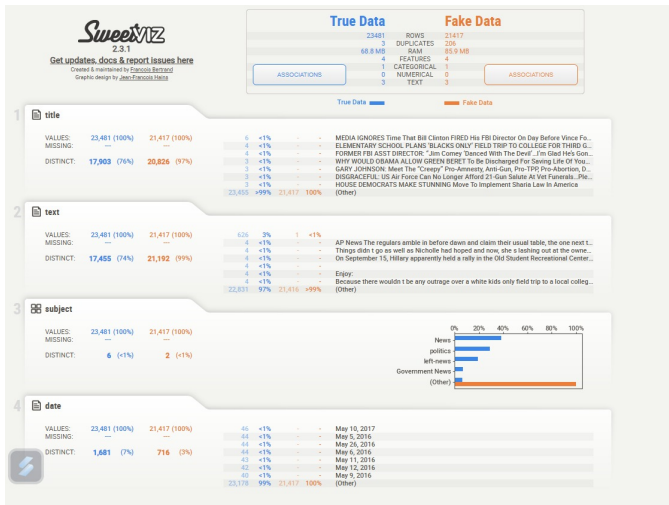 SweetVIZ
2.3.1
Get updates, docs & report issues here
Created & maintained by Francois Bertrand
Graphic design by Jean-Francois Hains
True Data Fake Data
23481 ROWS 21417
3 DUPLICATES 206
68.8 MB RAM 85.9 MB
4 FEATURES 4
1 CATEGORICAL 1
0 NUMERICAL 0
3 TEXT 3
ASSOCIATIONS
ASSOCIATIONS
True Data Fake Data
1 title
VALUES: 23,481 (100%) 21,417 (100%)
MISSING: --- ---
DISTINCT: 17,903 (76%) 20,826 (97%)
6 <1% - - MEDIA IGNORES Time That Bill Clinton FIRED His FBI Director On Day Before Vince Fo...
4 <1% - - ELEMENTARY SCHOOL PLANS 'BLACKS ONLY' FIELD TRIP TO COLLEGE FOR THIRD G...
4 <1% - - FORMER FBI ASST DIRECTOR: "Jim Comey 'Danced With The Devil'...I'm Glad He's Gon...
3 <1% - - WHY WOULD OBAMA ALLOW GREEN BERET To Be Discharged For Saving Life Of You...
3 <1% - - GARY JOHNSON: Meet The "Creepy" Pro-Amnesty, Anti-Gun, Pro-TPP, Pro-Abortion, D...
3 <1% - - DISGRACEFUL: US Air Force Can No Longer Afford 21-Gun Salute At Vet Funerals...Ple...
3 <1% - - HOUSE DEMOCRATS MAKE STUNNING Move To Implement Sharia Law In America
23,455 >99% 21,417 100% (Other)
2 text
VALUES: 23,481 (100%) 21,417 (100%)
MISSING: --- ---
DISTINCT: 17,455 (74%) 21,192 (99%)
626 3% 1 <1%
4 <1% - - AP News The regulars amble in before dawn and claim their usual table, the one next t...
4 <1% - - Things didn t go as well as Nicholle had hoped and now, she s lashing out at the owne...
4 <1% - - On September 15, Hillary apparently held a rally in the Old Student Recreational Center...
4 <1% - -
4 <1% - - Enjoy:
4 <1% - - Because there wouldn t be any outrage over a white kids only field trip to a local colleg...
22,831 97% 21,416 >99% (Other)
3 subject
VALUES: 23,481 (100%) 21,417 (100%)
MISSING: --- ---
DISTINCT: 6 (<1%) 2 (<1%)
0% 20% 40% 60% 80% 100%
News
politics
left-news
Government News
(Other)
4 date
VALUES: 23,481 (100%) 21,417 (100%)
MISSING: --- ---
DISTINCT: 1,681 (7%) 716 (3%)
46 <1% - - May 10, 2017
44 <1% - - May 5, 2016
44 <1% - - May 26, 2016
44 <1% - - May 6, 2016
43 <1% - - May 11, 2016
42 <1% - - May 12, 2016
40 <1% - - May 9, 2016
23,178 99% 21,417 100% (Other)